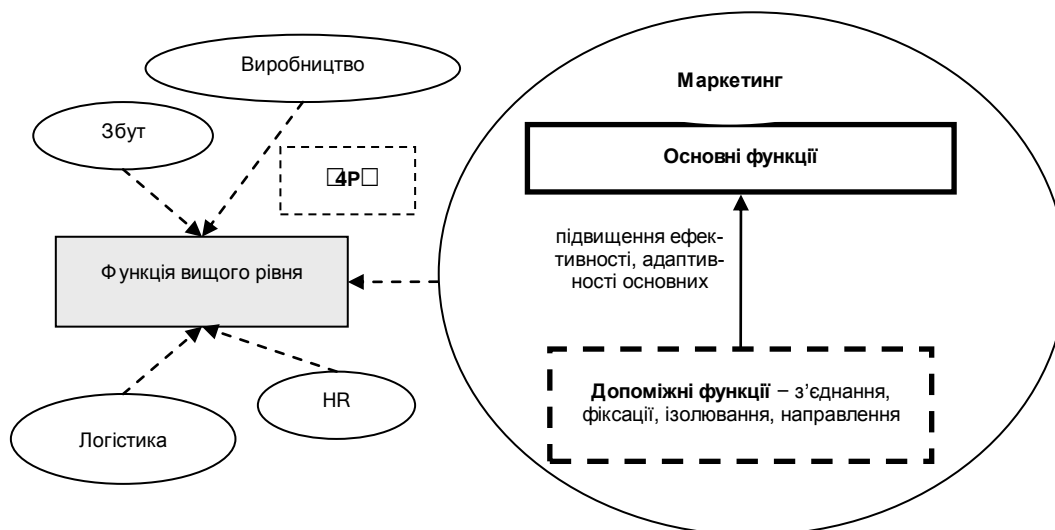 Виробництво
Маркетинг
Збут
Основні функції
□4P□
підвищення ефек-
тивності, адаптив-
ності основних
Функція вищого рівня
Допоміжні функції – з’єднання,
фіксації, ізолювання, направлення
HR
Логістика